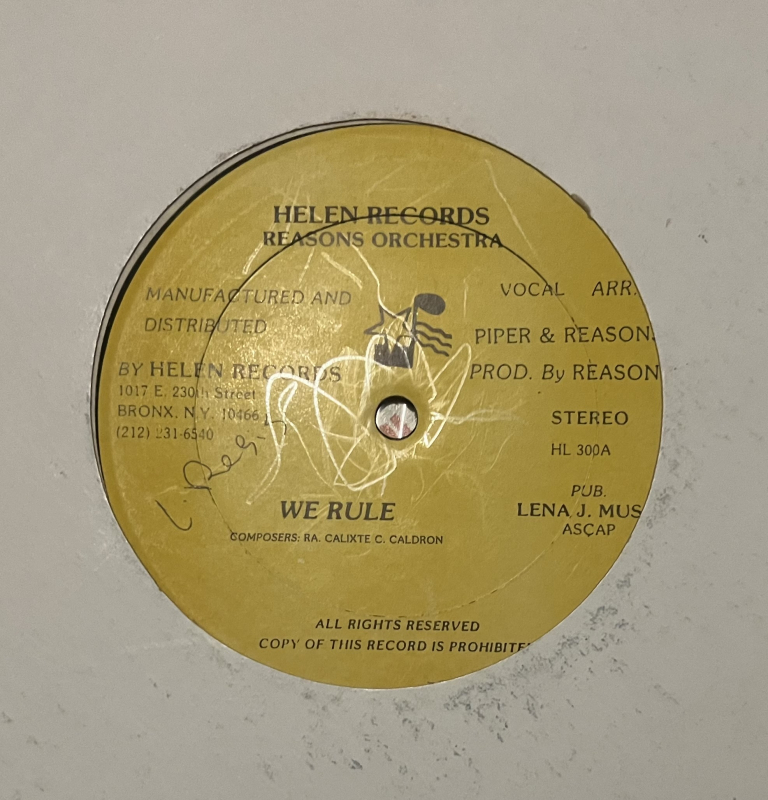 HELEN RECORDS
REASONS ORCHESTRA
MANUFACTURED AND
DISTRIBUTED
BY HELEN RECORDS
1017 E. 230th Street
BRONX, N.Y. 10466
(212) 231-6540
VOCAL ARR.
PIPER & REASON
PROD. By REASON
STEREO
HL 300A
PUB.
LENA J. MUS
ASCAP
WE RULE
COMPOSERS: RA. CALIXTE C. CALDRON
ALL RIGHTS RESERVED
COPY OF THIS RECORD IS PROHIBITE